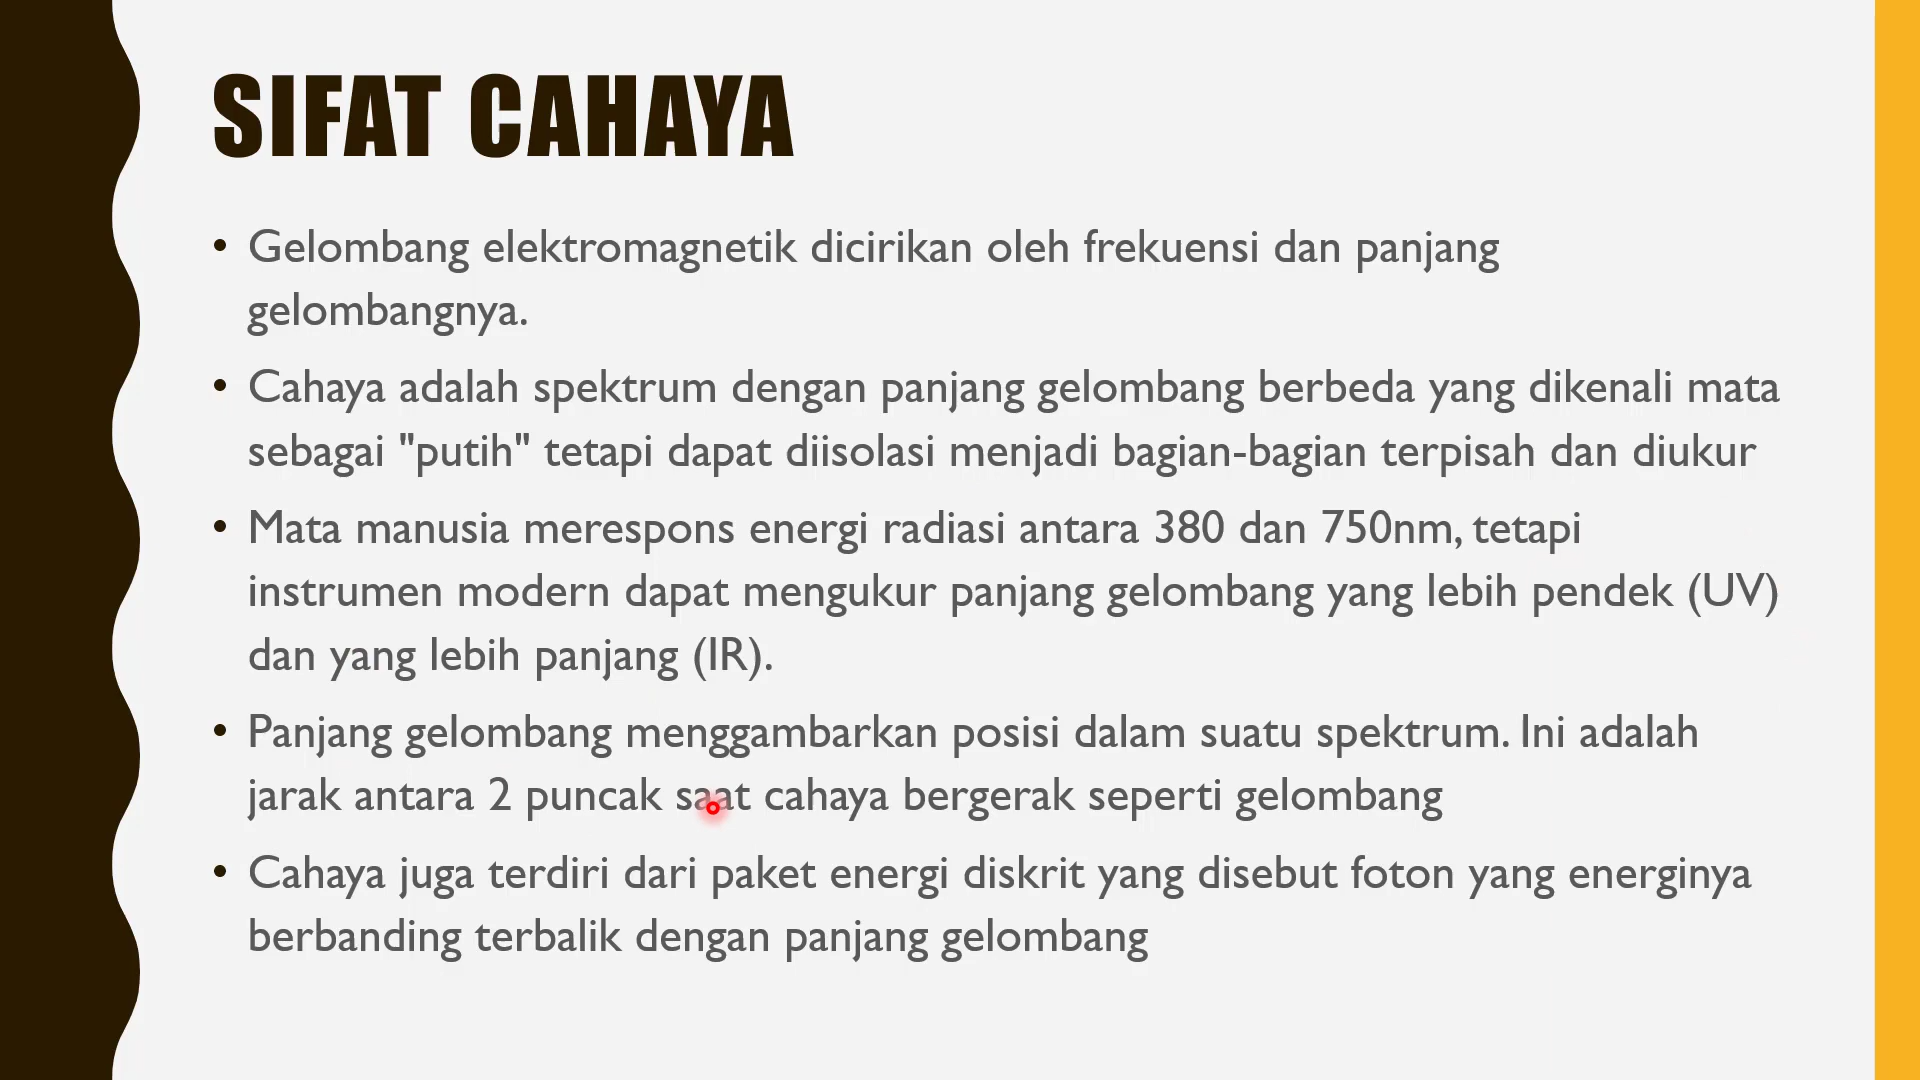 SIFAT CAHAYA
• Gelombang elektromagnetik dicirikan oleh frekuensi dan panjang
gelombangnya.
• Cahaya adalah spektrum dengan panjang gelombang berbeda yang dikenali mata
sebagai "putih" tetapi dapat diisolasi menjadi bagian-bagian terpisah dan diukur
• Mata manusia merespons energi radiasi antara 380 dan 750nm, tetapi
instrumen modern dapat mengukur panjang gelombang yang lebih pendek (UV)
dan yang lebih panjang (IR).
• Panjang gelombang menggambarkan posisi dalam suatu spektrum. Ini adalah
jarak antara 2 puncak saat cahaya bergerak seperti gelombang
• Cahaya juga terdiri dari paket energi diskrit yang disebut foton yang energinya
berbanding terbalik dengan panjang gelombang